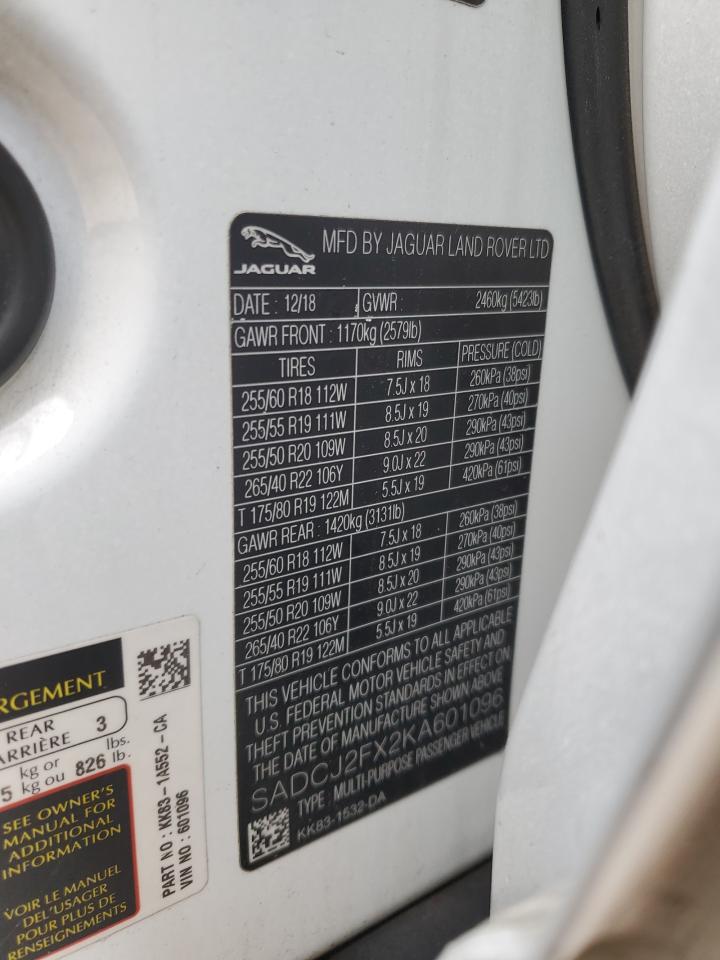 JAGUAR
MFD BY JAGUAR LAND ROVER LTD
DATE : 12/18 GVWR : 2460kg (5423lb)
GAWR FRONT : 1170kg (2579lb)
TIRES RIMS PRESSURE (COLD)
255/60 R18 112W 7.5J x 18 260kPa (38psi)
255/55 R19 111W 8.5J x 19 270kPa (40psi)
255/50 R20 109W 8.5J x 20 290kPa (43psi)
265/40 R22 106Y 9.0J x 22 290kPa (43psi)
T 175/80 R19 122M 5.5J x 19 420kPa (61psi)
GAWR REAR : 1420kg (3131lb)
255/60 R18 112W 7.5J x 18 260kPa (38psi)
255/55 R19 111W 8.5J x 19 270kPa (40psi)
255/50 R20 109W 8.5J x 20 290kPa (43psi)
265/40 R22 106Y 9.0J x 22 290kPa (43psi)
T 175/80 R19 122M 5.5J x 19 420kPa (61psi)
THIS VEHICLE CONFORMS TO ALL APPLICABLE
U.S. FEDERAL MOTOR VEHICLE SAFETY AND
THEFT PREVENTION STANDARDS IN EFFECT ON
THE DATE OF MANUFACTURE SHOWN ABOVE
SADCJ2FX2KA601096
TYPE : MULTI-PURPOSE PASSENGER VEHICLE
KK83-1532-DA
RGEMENT
REAR
ARRIÈRE 3
5 kg or
kg ou 826 lbs.
lb.
SEE OWNER'S
MANUAL FOR
ADDITIONAL
INFORMATION
VOIR LE MANUEL
DEL'USAGER
POUR PLUS DE
RENSEIGNEMENTS
PART NO : KK83-1A552-CA
VIN NO : 601096